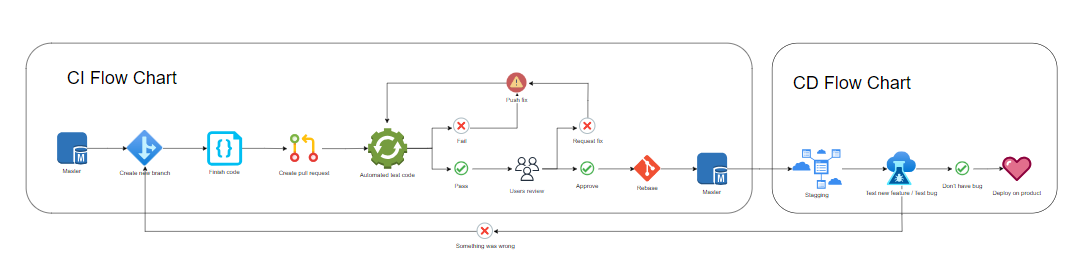 CI Flow Chart
CD Flow Chart
Push fix
Fail
Request fix
Master
Create new branch
Finish code
Create pull request
Automated test code
Pass
Users review
Approve
Rebase
Master
Stagging
Test new feature / Test bug
Don't have bug
Deploy on product
Something was wrong